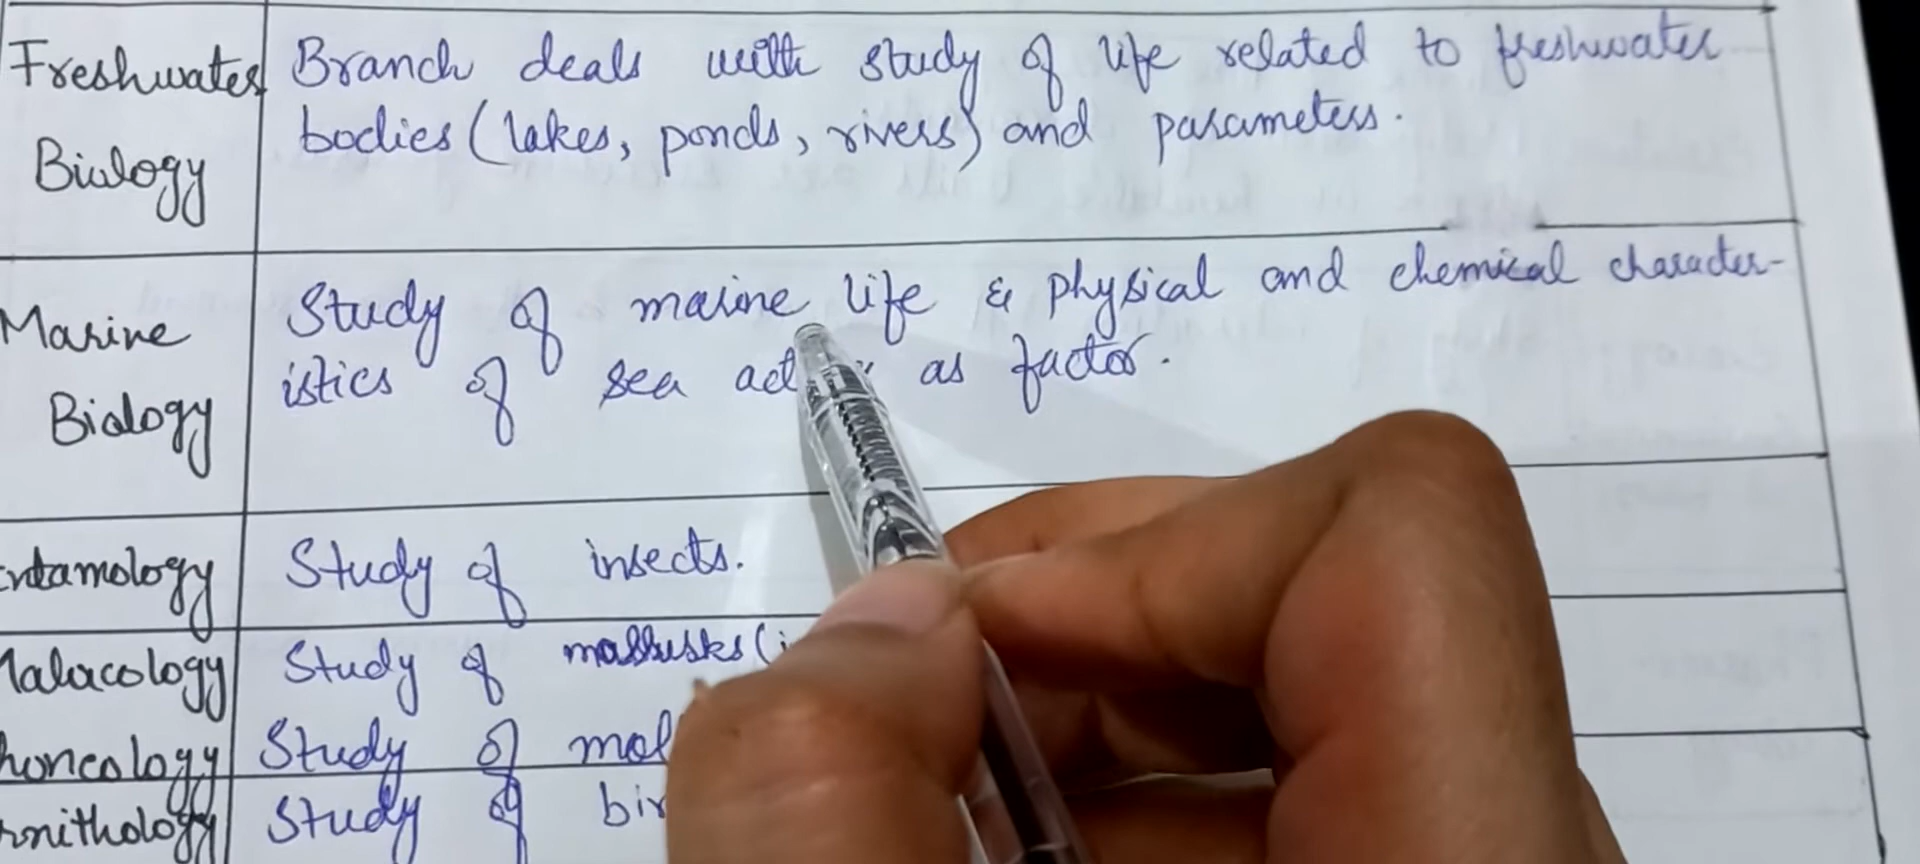 Freshwater Branch deals with study of life related to freshwater
Biology bodies (lakes, ponds, rivers) and parameters.
Marine Study of marine life & physical and chemical character-
Biology istics of sea as factor.
Entamology Study of insects.
Malacology Study of mollusks (
Study of
Ornithology Study of